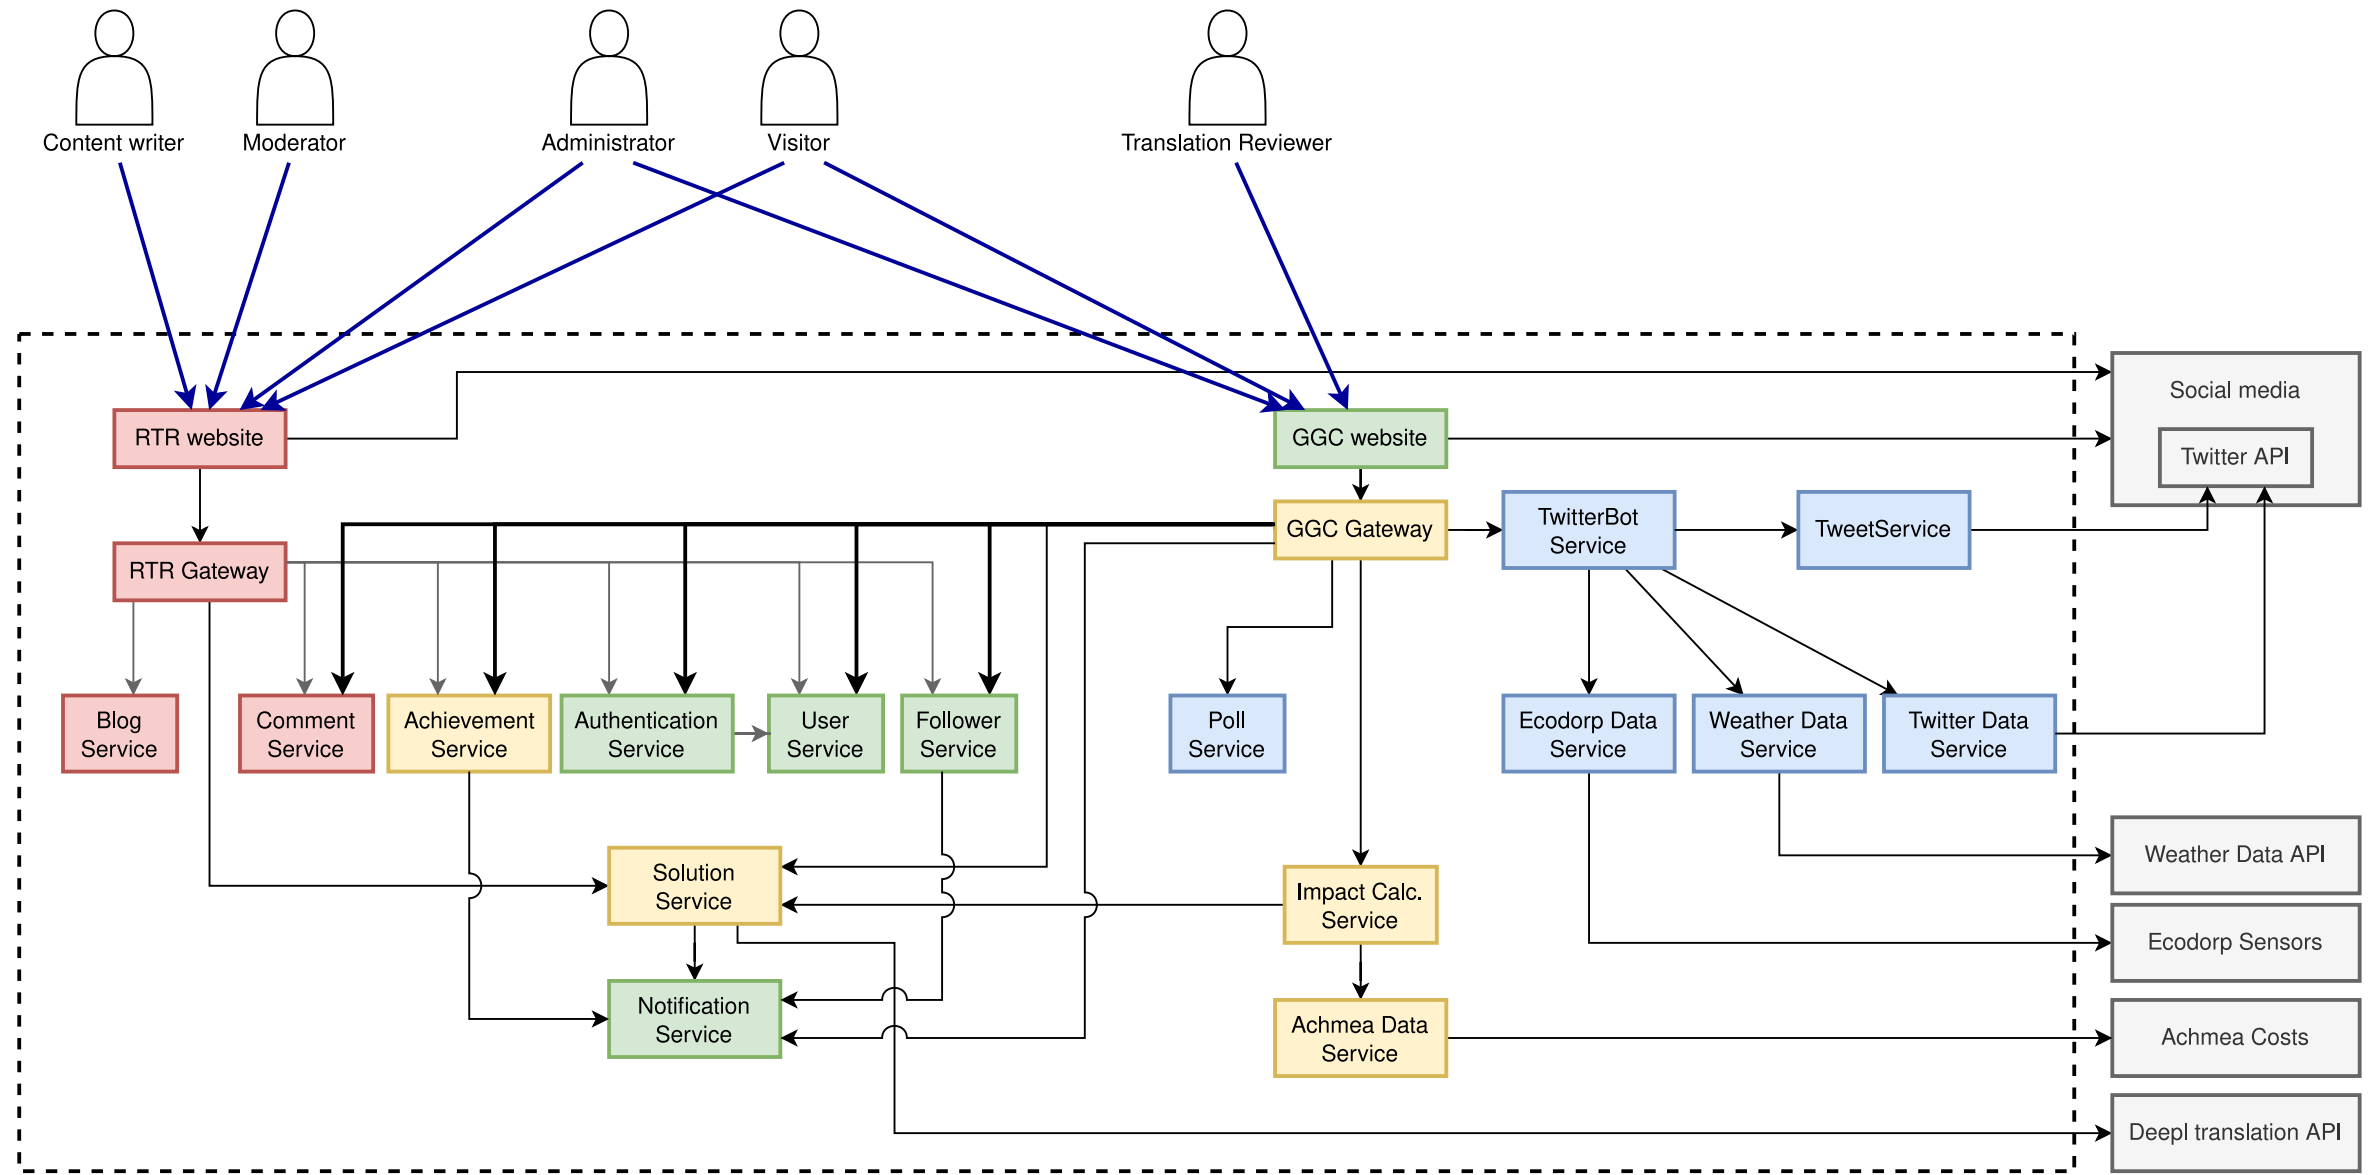 Content writer
Moderator
Administrator
Visitor
Translation Reviewer
Social media
Twitter API
RTR website
GGC website
GGC Gateway
TwitterBot
Service
TweetService
RTR Gateway
Blog
Service
Comment
Service
Achievement
Service
Authentication
Service
User
Service
Follower
Service
Poll
Service
Ecodorp Data
Service
Weather Data
Service
Twitter Data
Service
Solution
Service
Impact Calc.
Service
Weather Data API
Ecodorp Sensors
Notification
Service
Achmea Data
Service
Achmea Costs
Deepl translation API